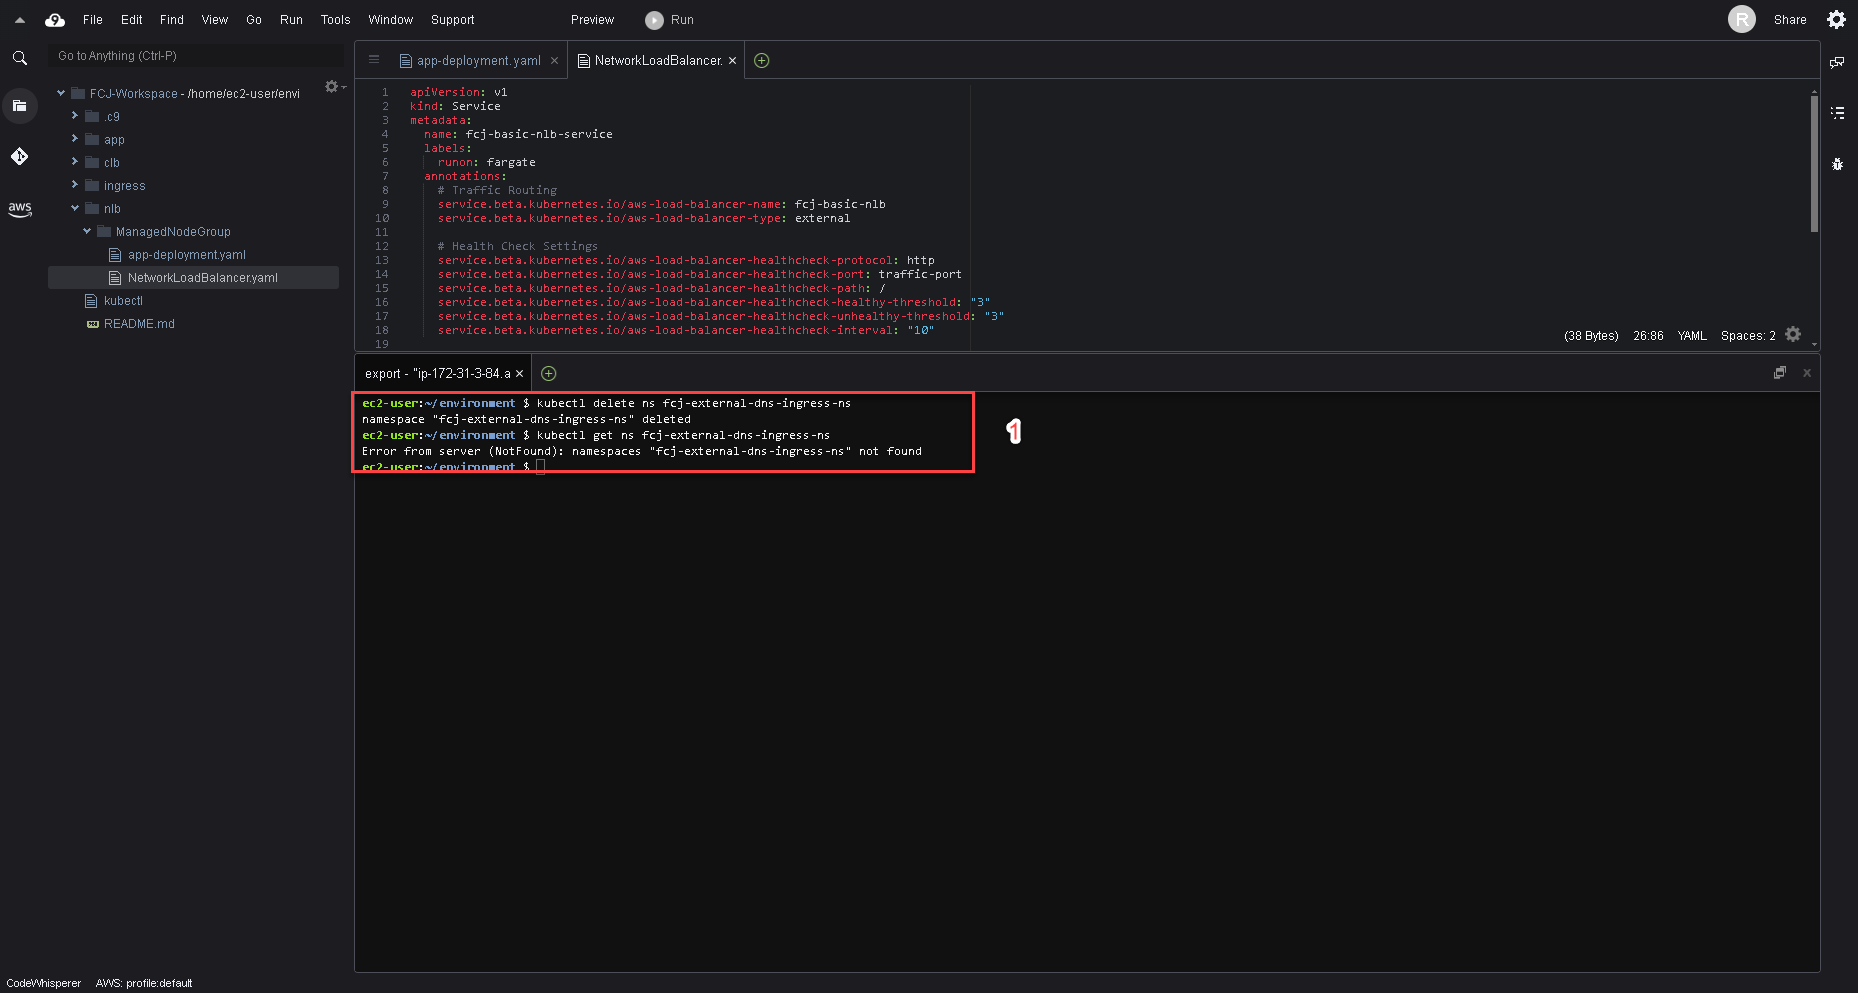 File Edit Find View Go Run Tools Window Support Preview Run R Share
Go to Anything (Ctrl-P)
FCJ-Workspace - /home/ec2-user/envi
.c9
app
clb
ingress
nlb
ManagedNodeGroup
app-deployment.yaml
NetworkLoadBalancer.yaml
kubectl
README.md
aws
app-deployment.yaml NetworkLoadBalancer.
1 apiVersion: v1
2 kind: Service
3 metadata:
4 name: fcj-basic-nlb-service
5 labels:
6 runon: fargate
7 annotations:
8 # Traffic Routing
9 service.beta.kubernetes.io/aws-load-balancer-name: fcj-basic-nlb
10 service.beta.kubernetes.io/aws-load-balancer-type: external
11
12 # Health Check Settings
13 service.beta.kubernetes.io/aws-load-balancer-healthcheck-protocol: http
14 service.beta.kubernetes.io/aws-load-balancer-healthcheck-port: traffic-port
15 service.beta.kubernetes.io/aws-load-balancer-healthcheck-path: /
16 service.beta.kubernetes.io/aws-load-balancer-healthcheck-healthy-threshold: "3"
17 service.beta.kubernetes.io/aws-load-balancer-healthcheck-unhealthy-threshold: "3"
18 service.beta.kubernetes.io/aws-load-balancer-healthcheck-interval: "10"
19
(38 Bytes) 26:86 YAML Spaces: 2
export - "ip-172-31-3-84.a
ec2-user:~/environment $ kubectl delete ns fcj-external-dns-ingress-ns
namespace "fcj-external-dns-ingress-ns" deleted
ec2-user:~/environment $ kubectl get ns fcj-external-dns-ingress-ns
Error from server (NotFound): namespaces "fcj-external-dns-ingress-ns" not found
ec2-user:~/environment $
1
CodeWhisperer AWS: profile:default